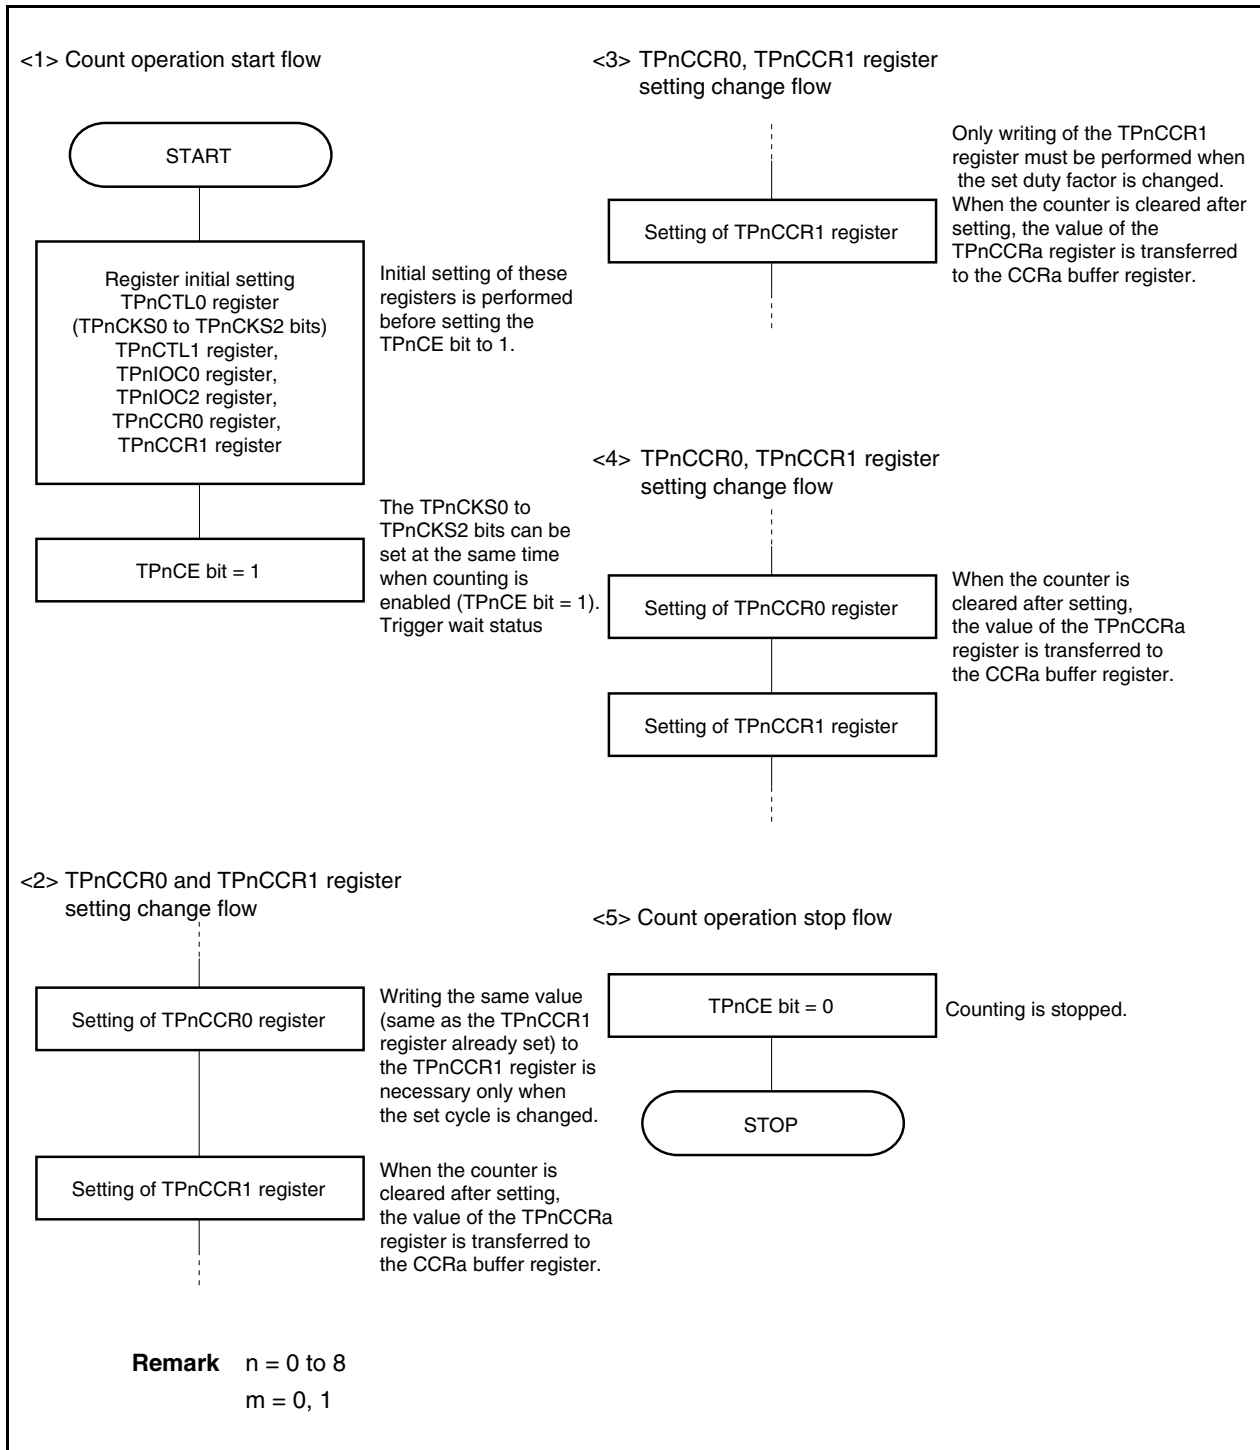 <1> Count operation start flow
START
Register initial setting
TPnCTL0 register
(TPnCKS0 to TPnCKS2 bits)
TPnCTL1 register,
TPnIOC0 register,
TPnIOC2 register,
TPnCCR0 register,
TPnCCR1 register
Initial setting of these
registers is performed
before setting the
TPnCE bit to 1.
TPnCE bit = 1
The TPnCKS0 to
TPnCKS2 bits can be
set at the same time
when counting is
enabled (TPnCE bit = 1).
Trigger wait status
<2> TPnCCR0 and TPnCCR1 register
setting change flow
Setting of TPnCCR0 register
Writing the same value
(same as the TPnCCR1
register already set) to
the TPnCCR1 register is
necessary only when
the set cycle is changed.
Setting of TPnCCR1 register
When the counter is
cleared after setting,
the value of the TPnCCRa
register is transferred to
the CCRa buffer register.
<3> TPnCCR0, TPnCCR1 register
setting change flow
Setting of TPnCCR1 register
Only writing of the TPnCCR1
register must be performed when
the set duty factor is changed.
When the counter is cleared after
setting, the value of the
TPnCCRa register is transferred
to the CCRa buffer register.
<4> TPnCCR0, TPnCCR1 register
setting change flow
Setting of TPnCCR0 register
When the counter is
cleared after setting,
the value of the TPnCCRa
register is transferred to
the CCRa buffer register.
Setting of TPnCCR1 register
<5> Count operation stop flow
TPnCE bit = 0
Counting is stopped.
STOP
Remark n = 0 to 8
m = 0, 1